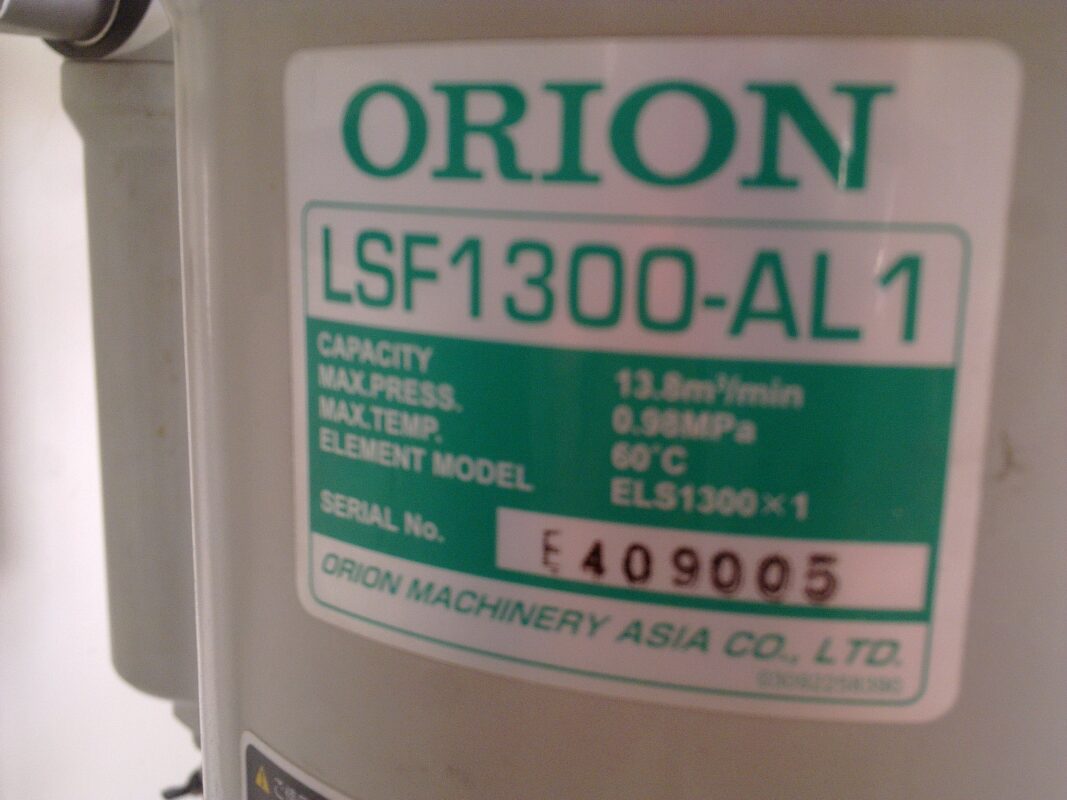 ORION
LSF1300-AL1
CAPACITY 13.8m³/min
MAX.PRESS. 0.98MPa
MAX.TEMP. 60°C
ELEMENT MODEL ELS1300×1
SERIAL No. E409005
ORION MACHINERY ASIA CO., LTD.